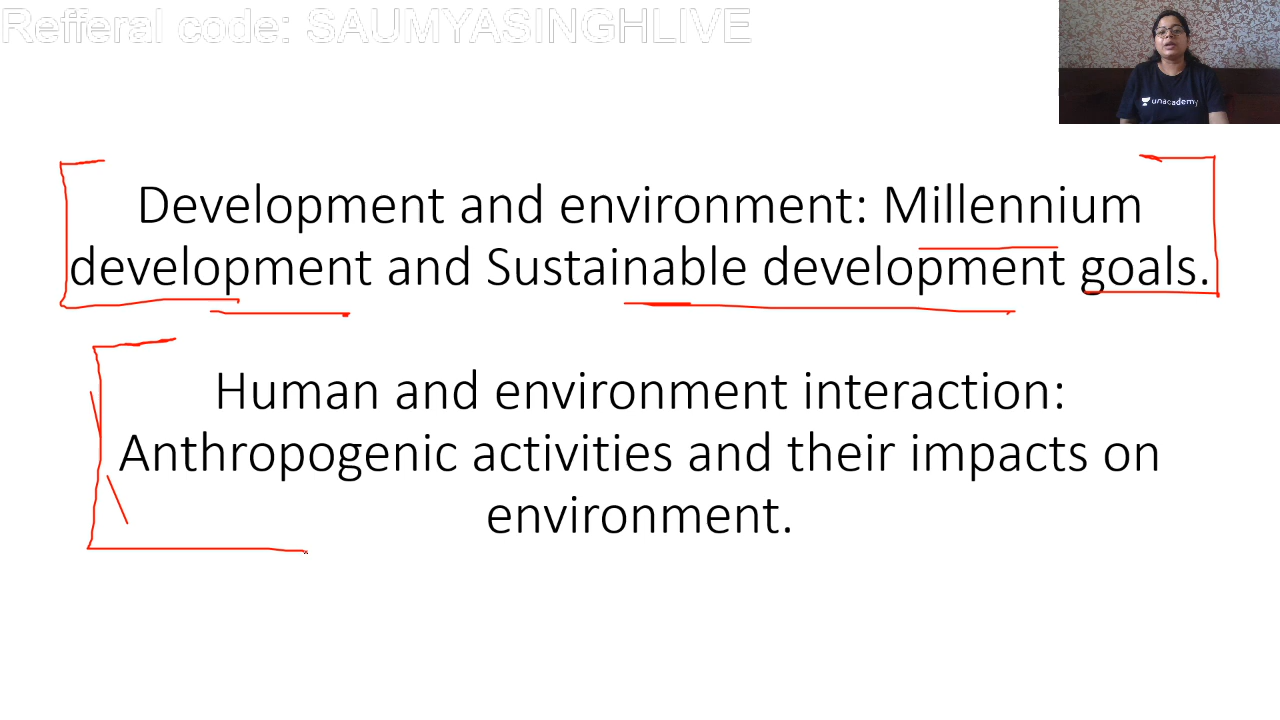 Refferal code: SAUMYASINGHLIVE
unacademy
Development and environment: Millennium
development and Sustainable development goals.
Human and environment interaction:
Anthropogenic activities and their impacts on
environment.